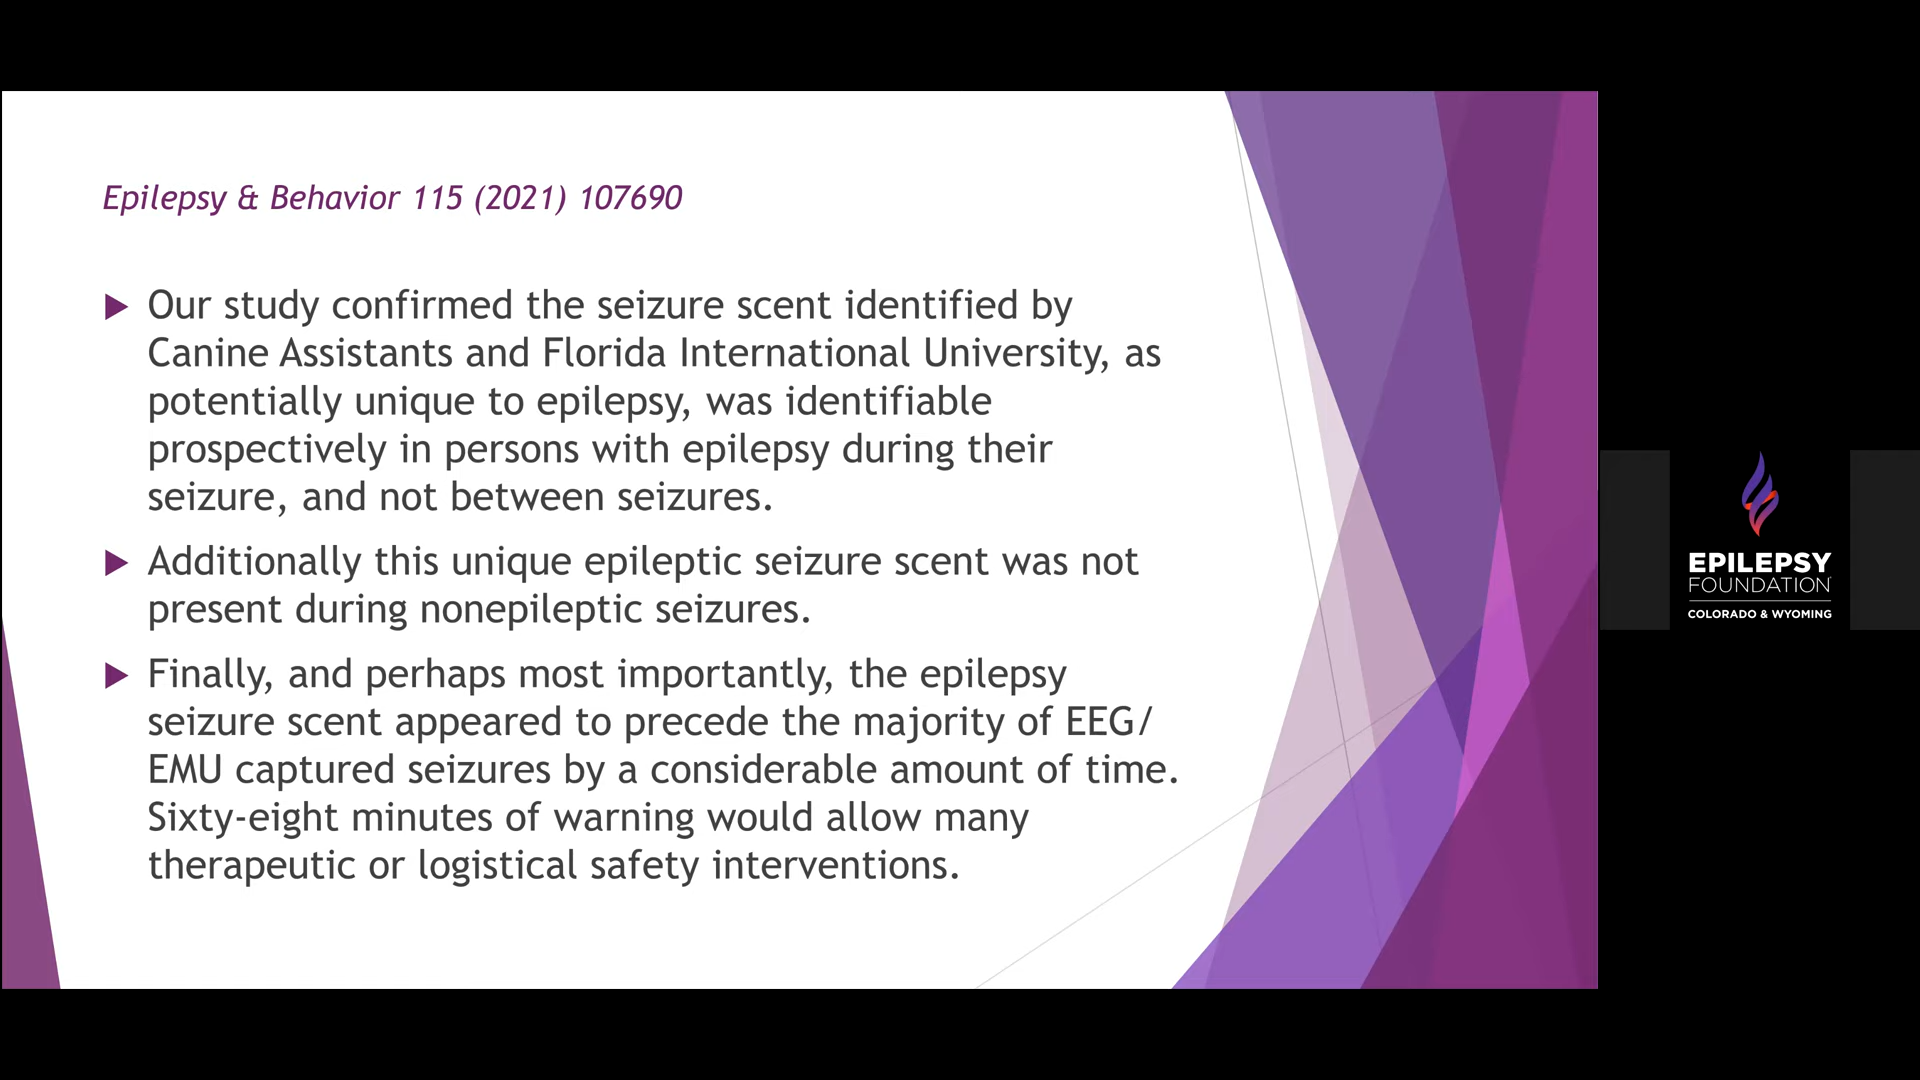 Epilepsy & Behavior 115 (2021) 107690
Our study confirmed the seizure scent identified by
Canine Assistants and Florida International University, as
potentially unique to epilepsy, was identifiable
prospectively in persons with epilepsy during their
seizure, and not between seizures.
Additionally this unique epileptic seizure scent was not
present during nonepileptic seizures.
Finally, and perhaps most importantly, the epilepsy
seizure scent appeared to precede the majority of EEG/
EMU captured seizures by a considerable amount of time.
Sixty-eight minutes of warning would allow many
therapeutic or logistical safety interventions.
EPILEPSY
FOUNDATION
COLORADO & WYOMING